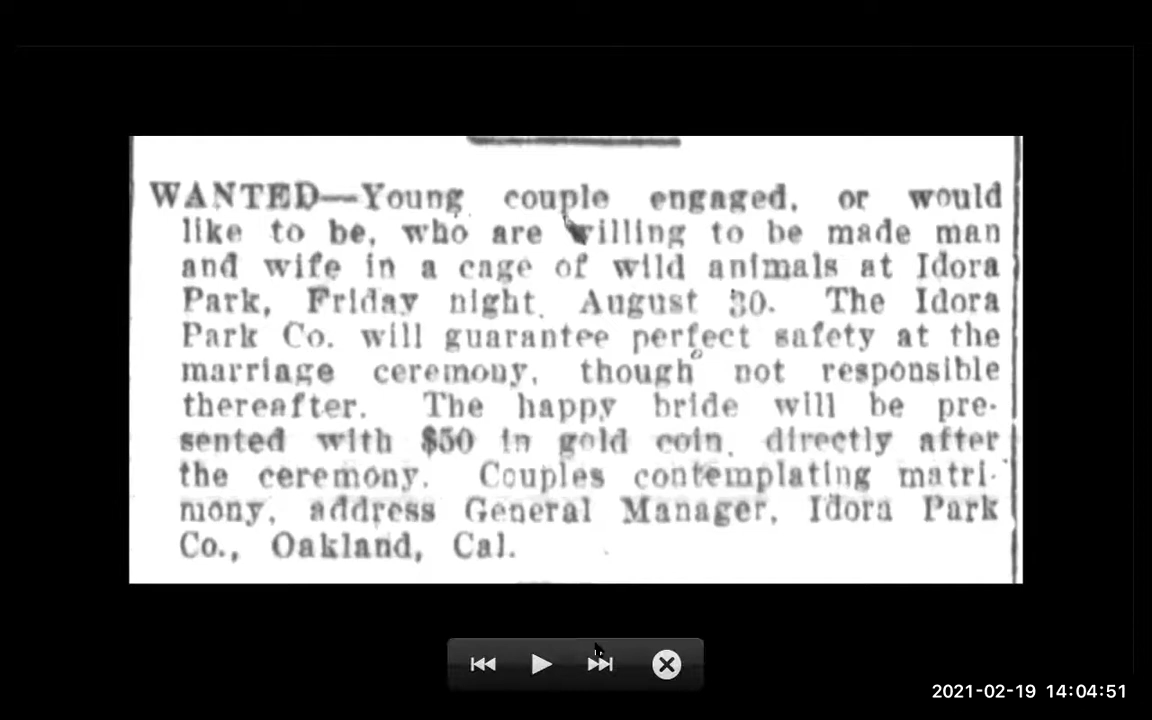 WANTED—Young couple engaged, or would
like to be, who are willing to be made man
and wife in a cage of wild animals at Idora
Park, Friday night, August 30. The Idora
Park Co. will guarantee perfect safety at the
marriage ceremony, though not responsible
thereafter. The happy bride will be pre-
sented with $50 in gold coin, directly after
the ceremony. Couples contemplating matri-
mony, address General Manager, Idora Park
Co., Oakland, Cal.
2021-02-19 14:04:51